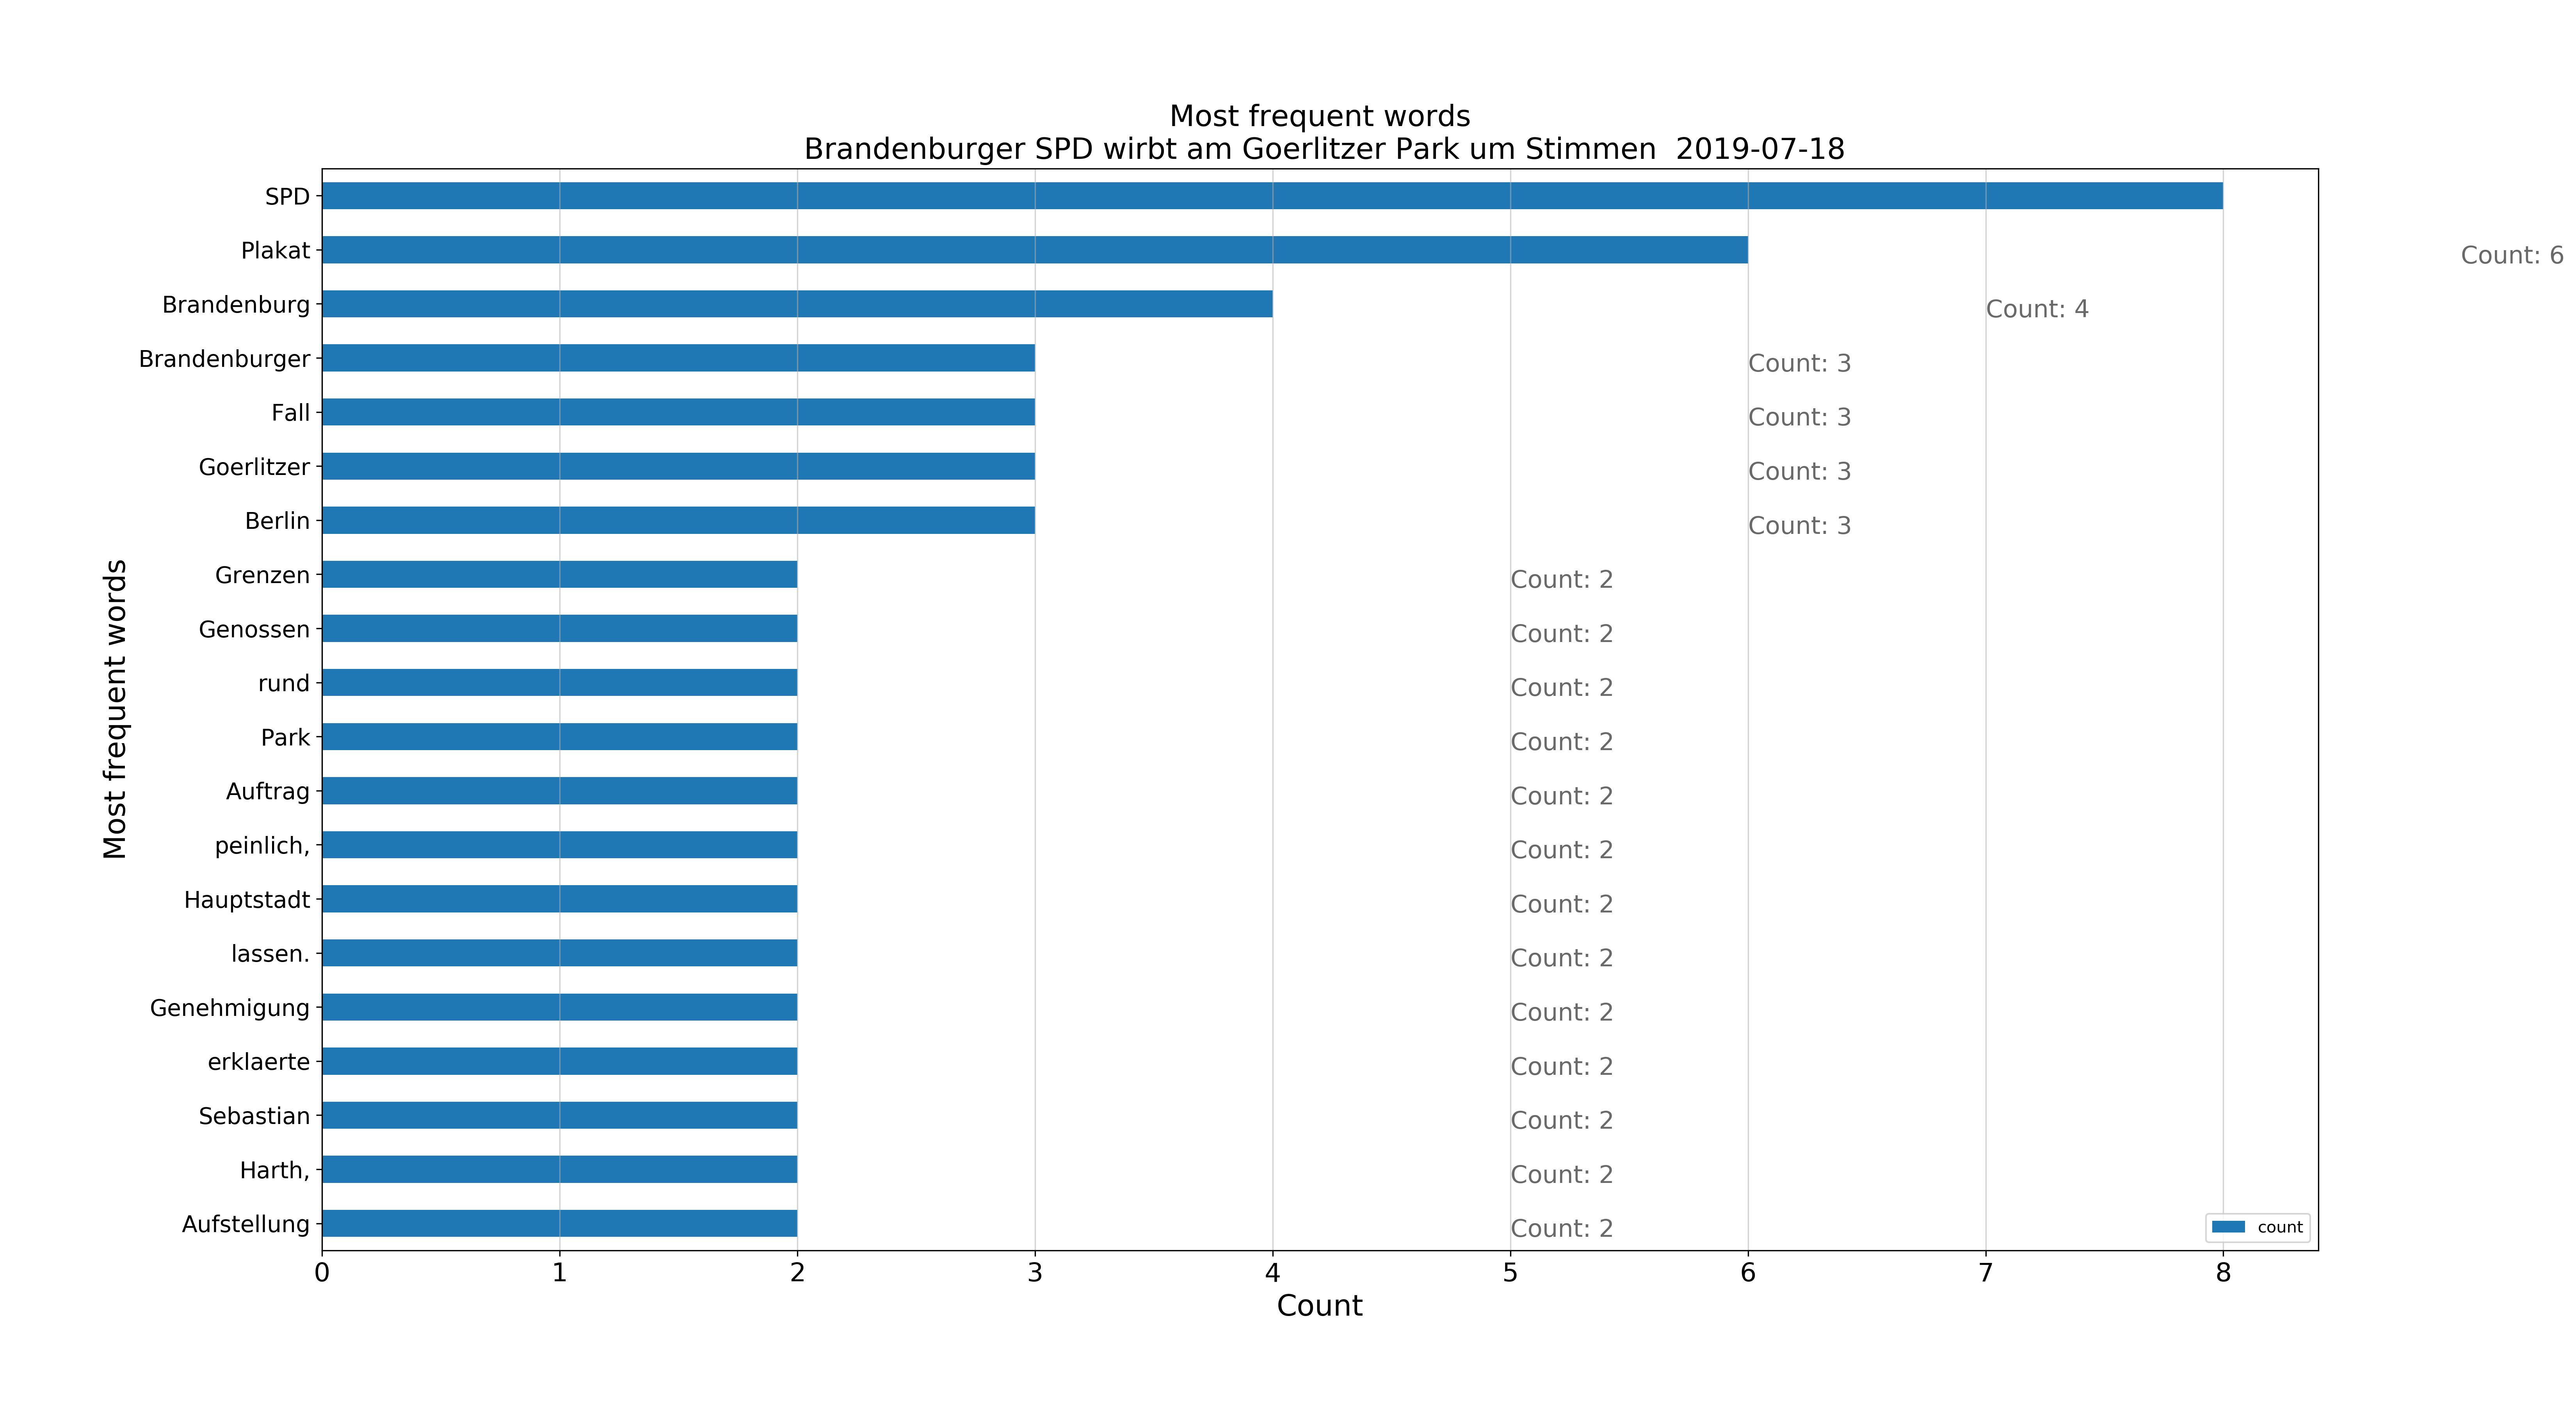 Most frequent words
Brandenburger SPD wirbt am Goerlitzer Park um Stimmen  2019-07-18
SPD
Plakat Count: 6
Brandenburg Count: 4
Brandenburger Count: 3
Fall Count: 3
Goerlitzer Count: 3
Berlin Count: 3
Grenzen Count: 2
Genossen Count: 2
rund Count: 2
Park Count: 2
Auftrag Count: 2
peinlich, Count: 2
Hauptstadt Count: 2
lassen. Count: 2
Genehmigung Count: 2
erklaerte Count: 2
Sebastian Count: 2
Harth, Count: 2
Aufstellung Count: 2
Most frequent words
count
0 1 2 3 4 5 6 7 8
Count